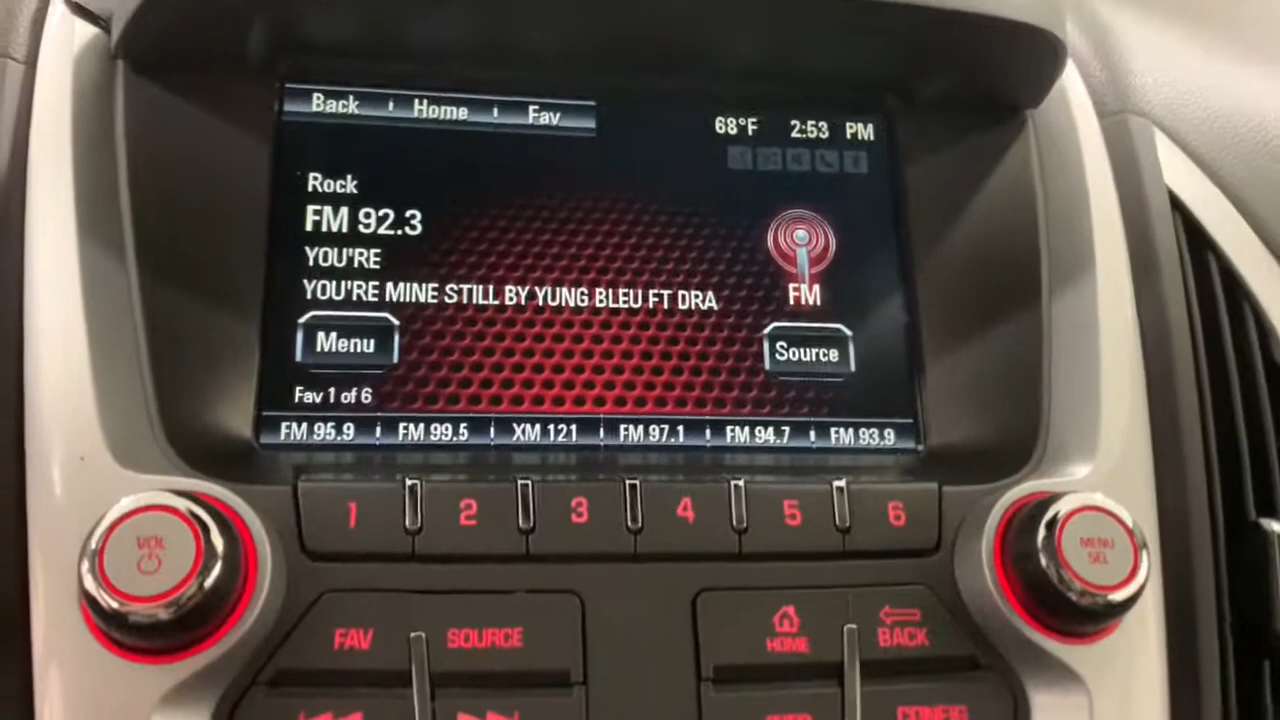 Back Home Fav
68°F 2:53 PM
Rock
FM 92.3
YOU'RE
YOU'RE MINE STILL BY YUNG BLEU FT DRA
FM
Menu
Source
Fav 1 of 6
FM 95.9 FM 99.5 XM 121 FM 97.1 FM 94.7 FM 93.9
1 2 3 4 5 6
VOL
MENU
SEL
FAV SOURCE
HOME
BACK
CONFIG